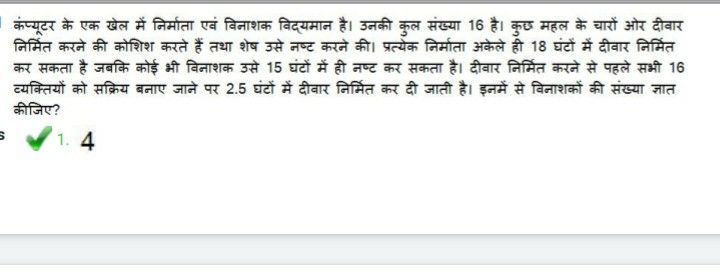 कंप्यूटर के एक खेल में निर्माता एवं विनाशक विद्यमान है। उनकी कुल संख्या 16 है। कुछ महल के चारों ओर दीवार
निर्मित करने की कोशिश करते हैं तथा शेष उसे नष्ट करने की। प्रत्येक निर्माता अकेले ही 18 घंटों में दीवार निर्मित
कर सकता है जबकि कोई भी विनाशक उसे 15 घंटों में ही नष्ट कर सकता है। दीवार निर्मित करने से पहले सभी 16
व्यक्तियों को सक्रिय बनाए जाने पर 2.5 घंटों में दीवार निर्मित कर दी जाती है। इनमें से विनाशकों की संख्या ज्ञात
कीजिए?
s 1. 4